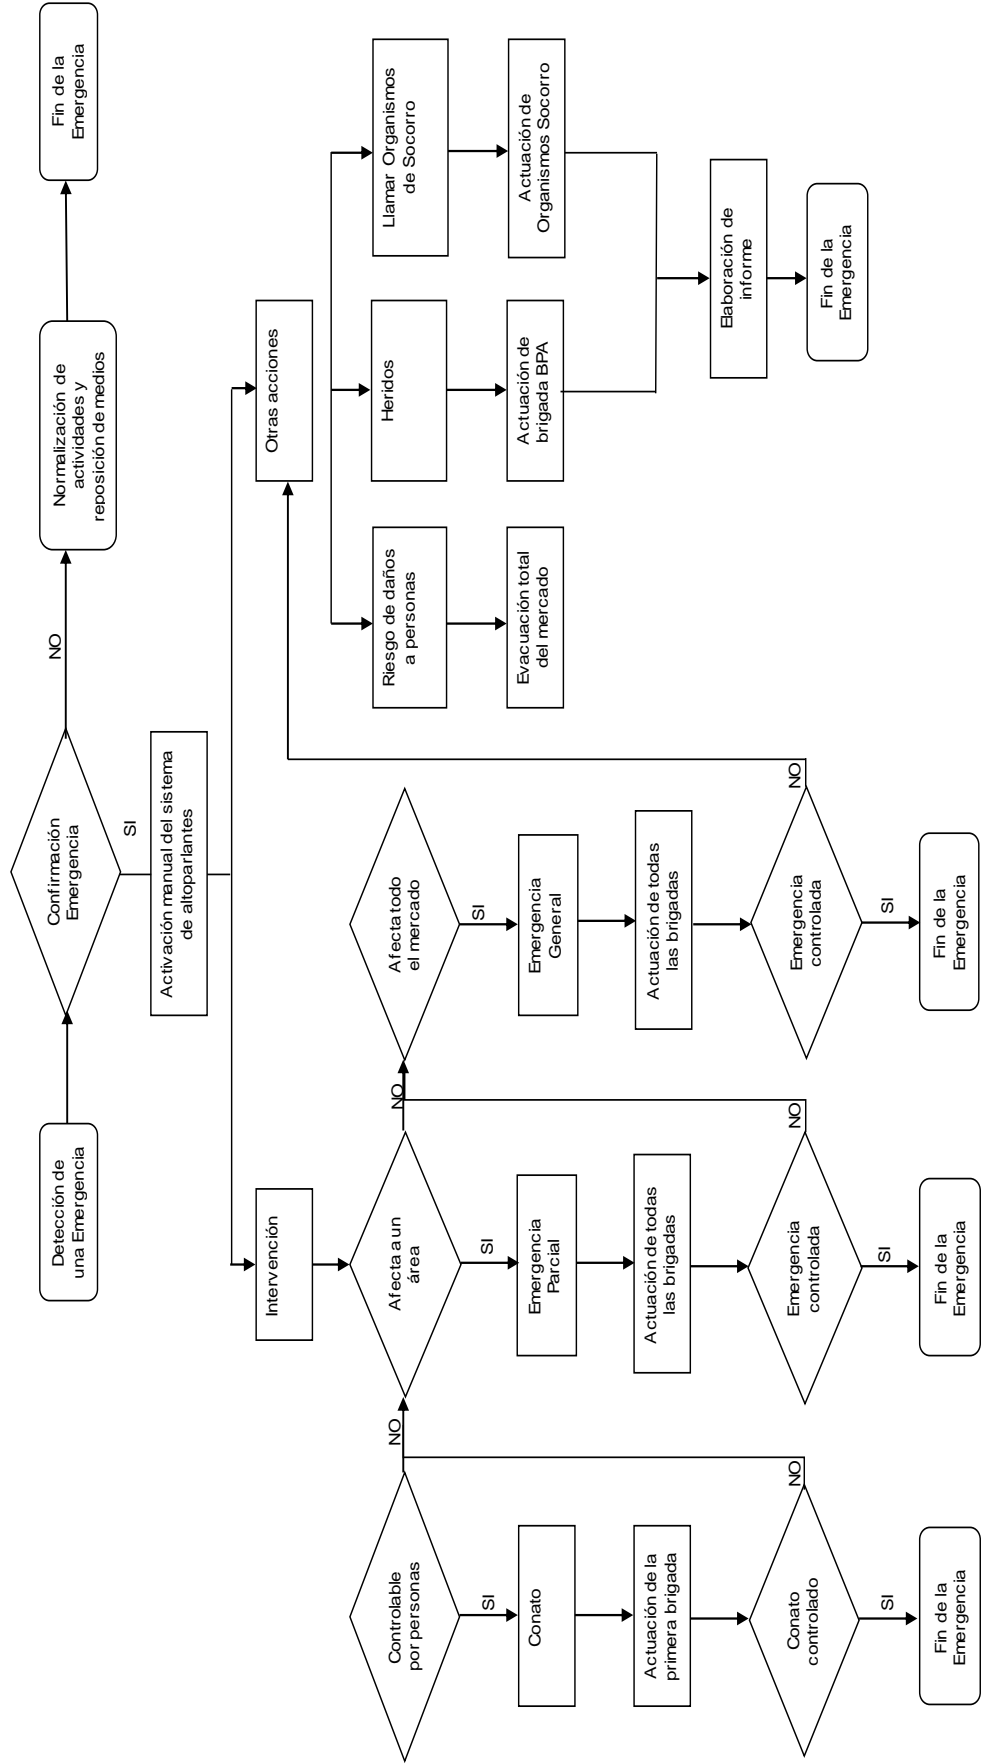 Detección de
una Emergencia
Confirmación
Emergencia
NO
Normalización de
actividades y
reposición de medios
Fin de la
Emergencia
SI
Activación manual del sistema
de altoparlantes
Intervención
Otras acciones
Controlable
por personas
NO
Afecta a un
área
NO
Afecta todo
el mercado
Riesgo de daños
a personas
Heridos
Llamar Organismos
de Socorro
SI
SI
SI
Conato
Emergencia
Parcial
Emergencia
General
Evacuación total
del mercado
Actuación de
brigada BPA
Actuación de
Organismos Socorro
Actuación de la
primera brigada
Actuación de todas
las brigadas
Actuación de todas
las brigadas
Elaboración de
informe
NO
NO
NO
Conato
controlado
Emergencia
controlada
Emergencia
controlada
Fin de la
Emergencia
SI
SI
SI
Fin de la
Emergencia
Fin de la
Emergencia
Fin de la
Emergencia